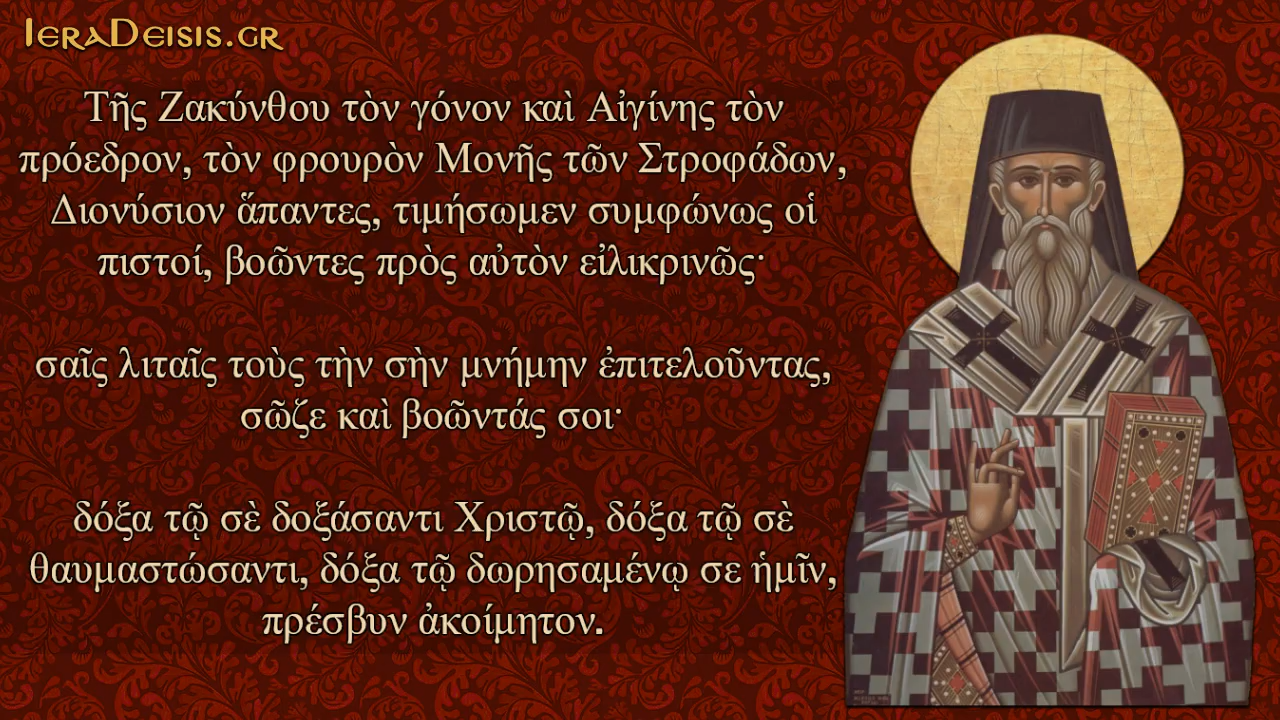 IERADEISIS.GR
Τῆς Ζακύνθου τὸν γόνον καὶ Αἰγίνης τὸν
πρόεδρον, τὸν φρουρὸν Μονῆς τῶν Στροφάδων,
Διονύσιον ἅπαντες, τιμήσωμεν συμφώνως οἱ
πιστοί, βοῶντες πρὸς αὐτὸν εἰλικρινῶς·
σαῖς λιταῖς τοὺς τὴν σὴν μνήμην ἐπιτελοῦντας,
σῶζε καὶ βοῶντάς σοι·
δόξα τῷ σὲ δοξάσαντι Χριστῷ, δόξα τῷ σὲ
θαυμαστώσαντι, δόξα τῷ δωρησαμένῳ σε ἡμῖν,
πρέσβυν ἀκοίμητον.